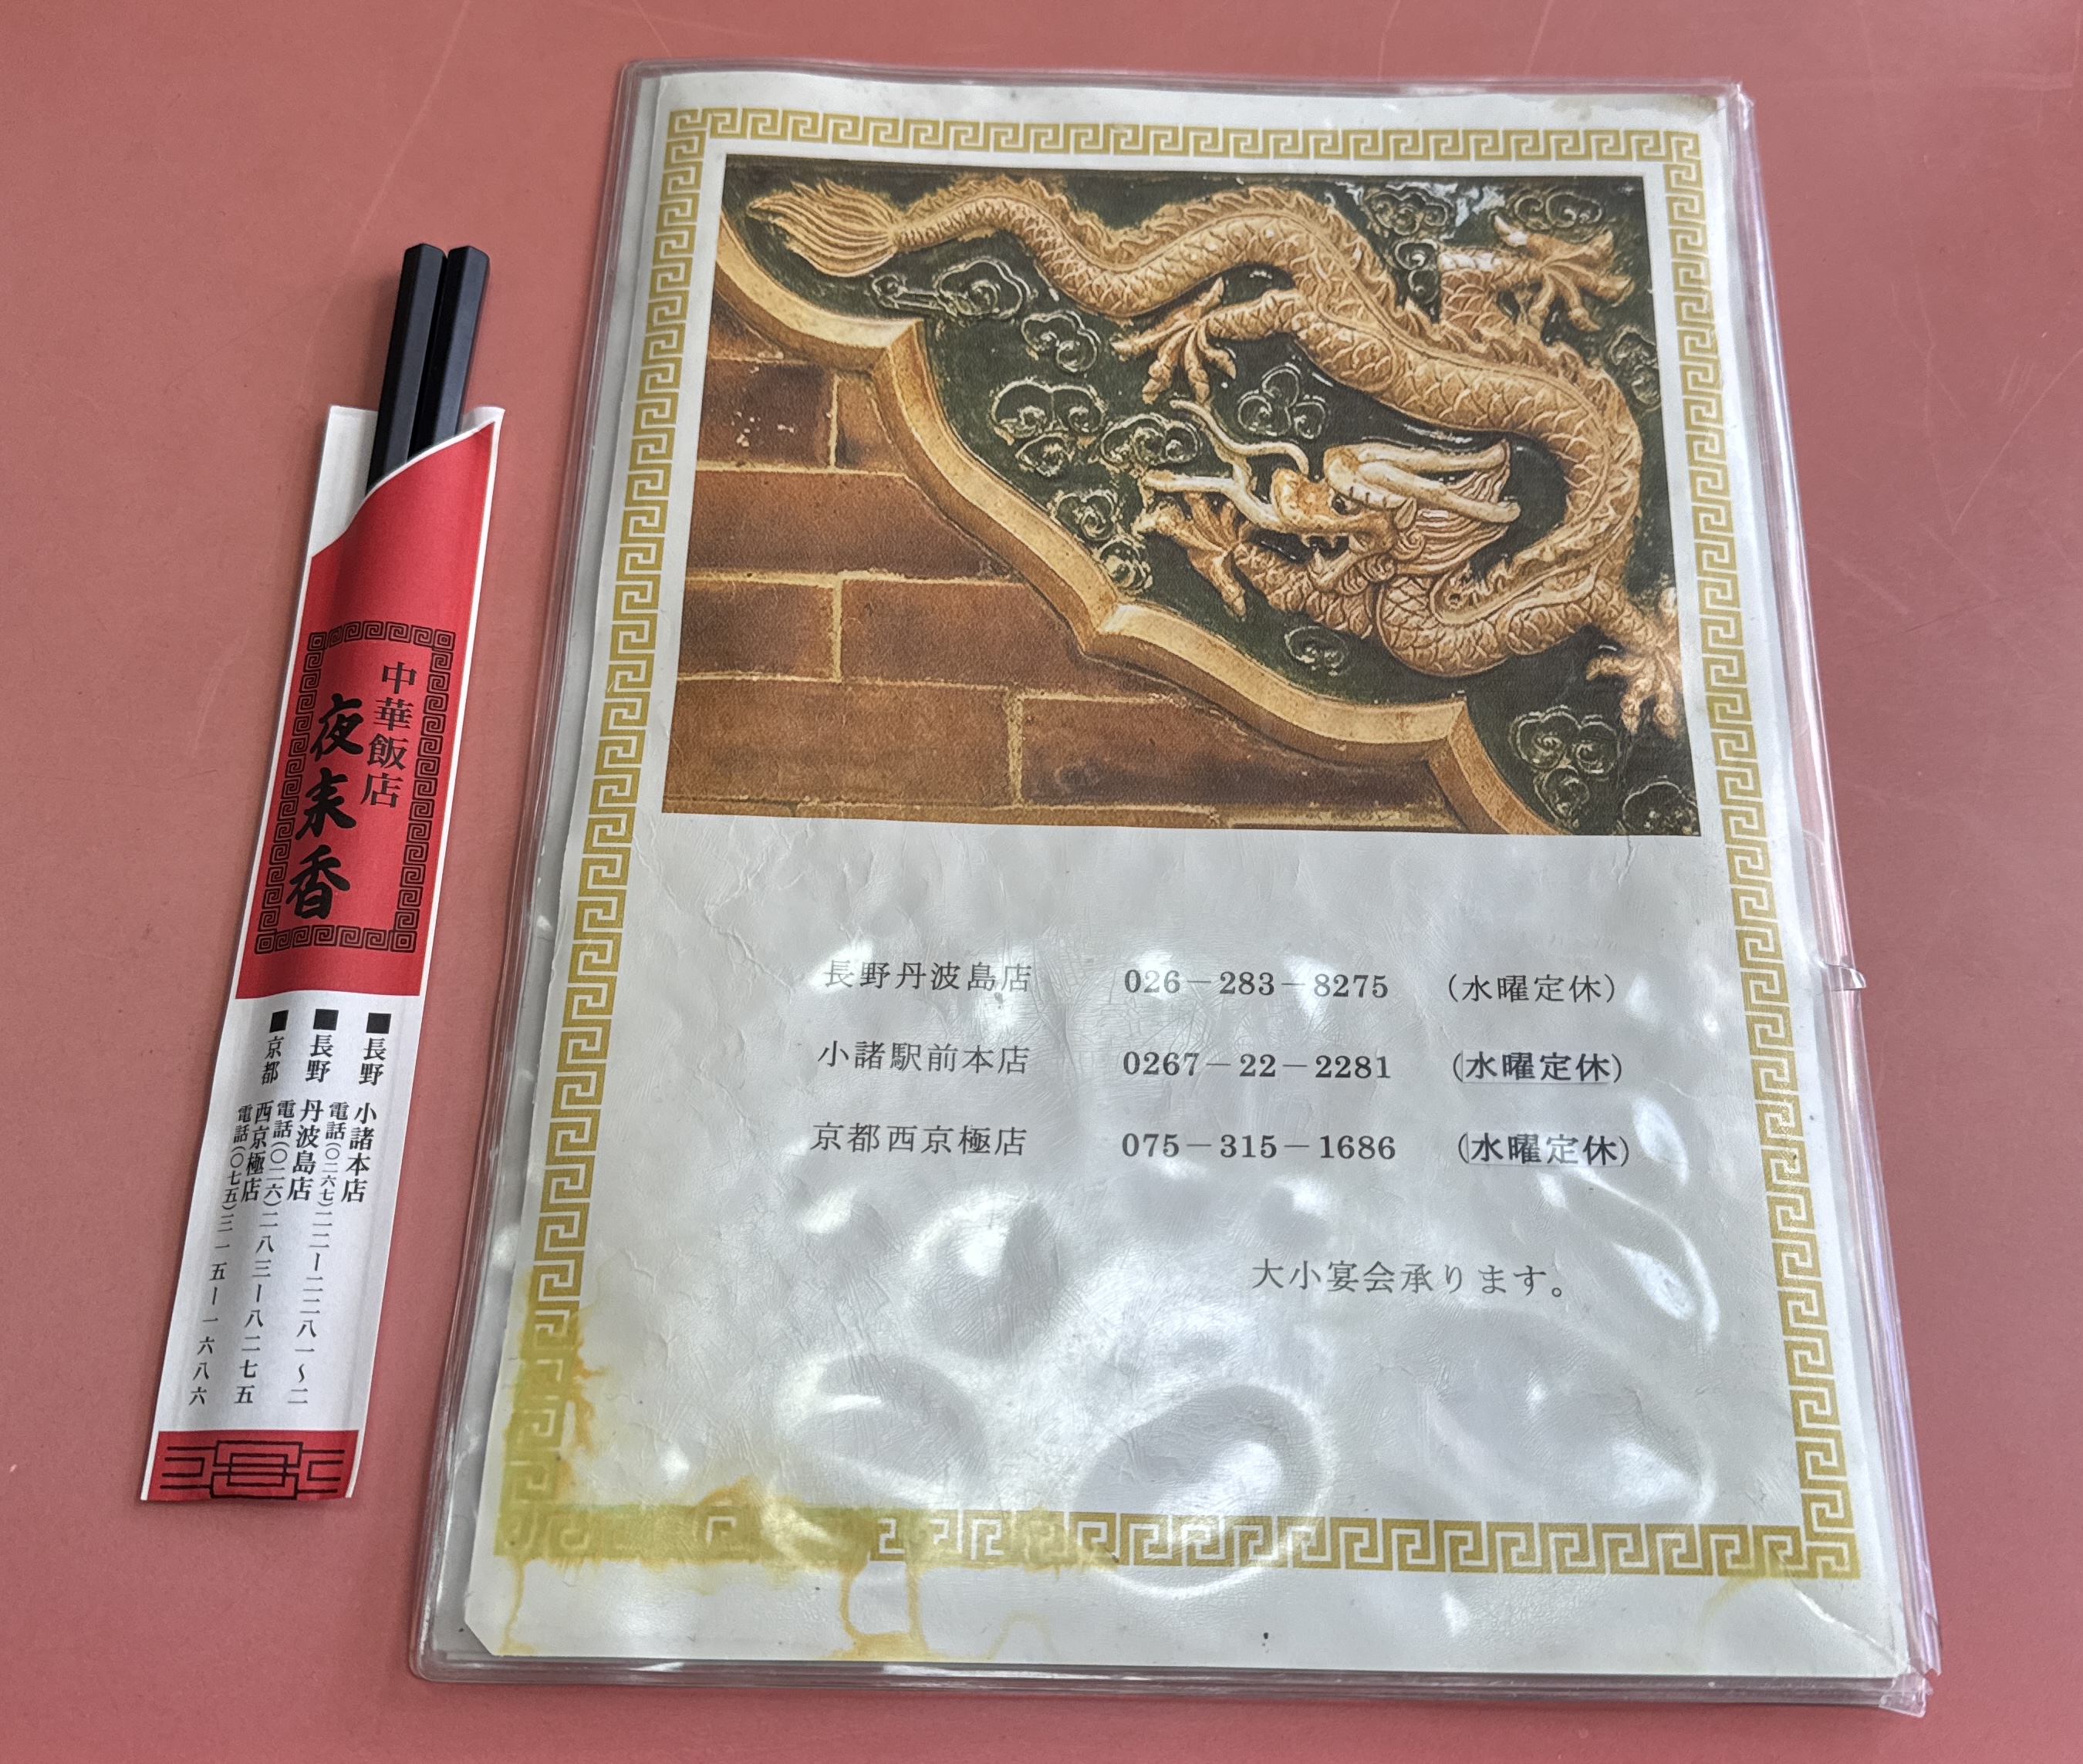 中華飯店
夜来香
■長野 小諸本店
電話(〇二六七)二二ー二二八一〜二
■長野 丹波島店
電話(〇二六)二八三ー八二七五
■京都 西京極店
電話(〇七五)三一五ー一六八六
長野丹波島店 026－283－8275 (水曜定休)
小諸駅前本店 0267－22－2281 (水曜定休)
京都西京極店 075－315－1686 (水曜定休)
大小宴会承ります。